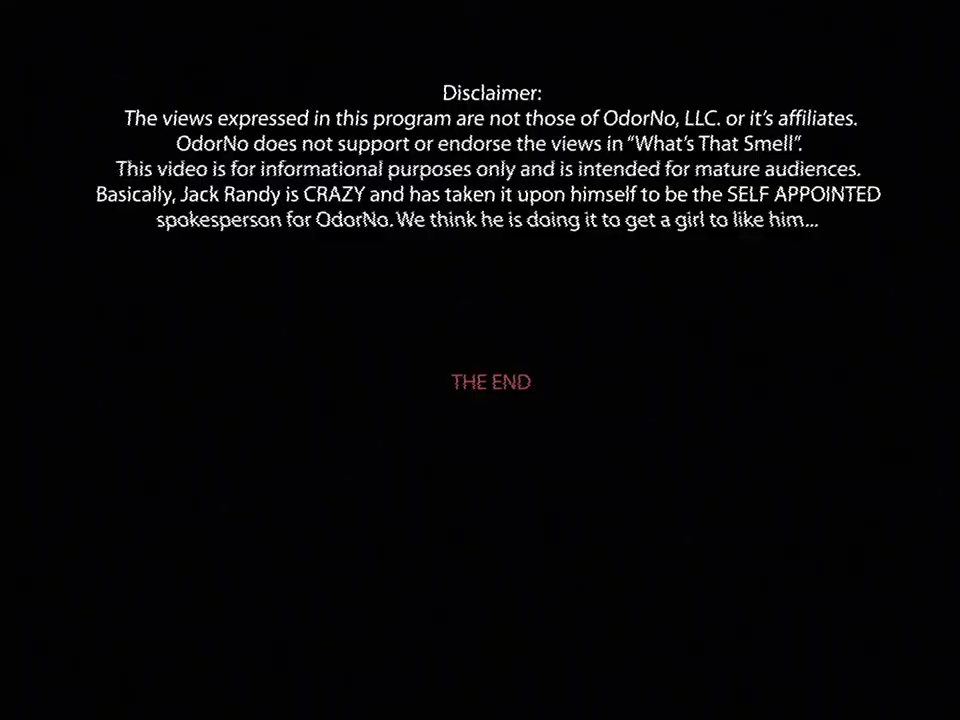 Disclaimer:
The views expressed in this program are not those of OdorNo, LLC. or it's affiliates.
OdorNo does not support or endorse the views in "What's That Smell".
This video is for informational purposes only and is intended for mature audiences.
Basically, Jack Randy is CRAZY and has taken it upon himself to be the SELF APPOINTED
spokesperson for OdorNo. We think he is doing it to get a girl to like him...
THE END